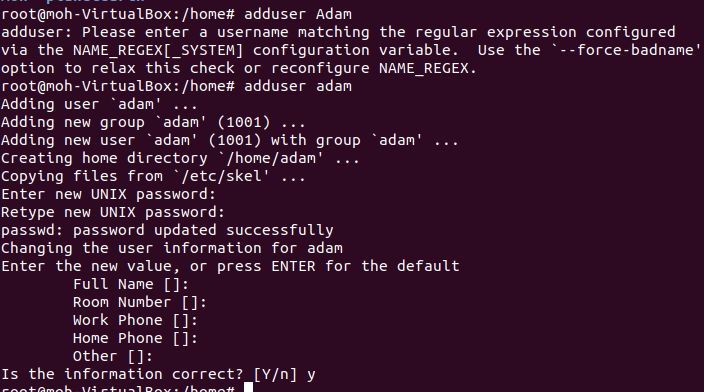 root@moh-VirtualBox:/home# adduser Adam
adduser: Please enter a username matching the regular expression configured
via the NAME_REGEX[_SYSTEM] configuration variable.  Use the `--force-badname'
option to relax this check or reconfigure NAME_REGEX.
root@moh-VirtualBox:/home# adduser adam
Adding user `adam' ...
Adding new group `adam' (1001) ...
Adding new user `adam' (1001) with group `adam' ...
Creating home directory `/home/adam' ...
Copying files from `/etc/skel' ...
Enter new UNIX password:
Retype new UNIX password:
passwd: password updated successfully
Changing the user information for adam
Enter the new value, or press ENTER for the default
        Full Name []:
        Room Number []:
        Work Phone []:
        Home Phone []:
        Other []:
Is the information correct? [Y/n] y
root@moh-VirtualBox:/home#